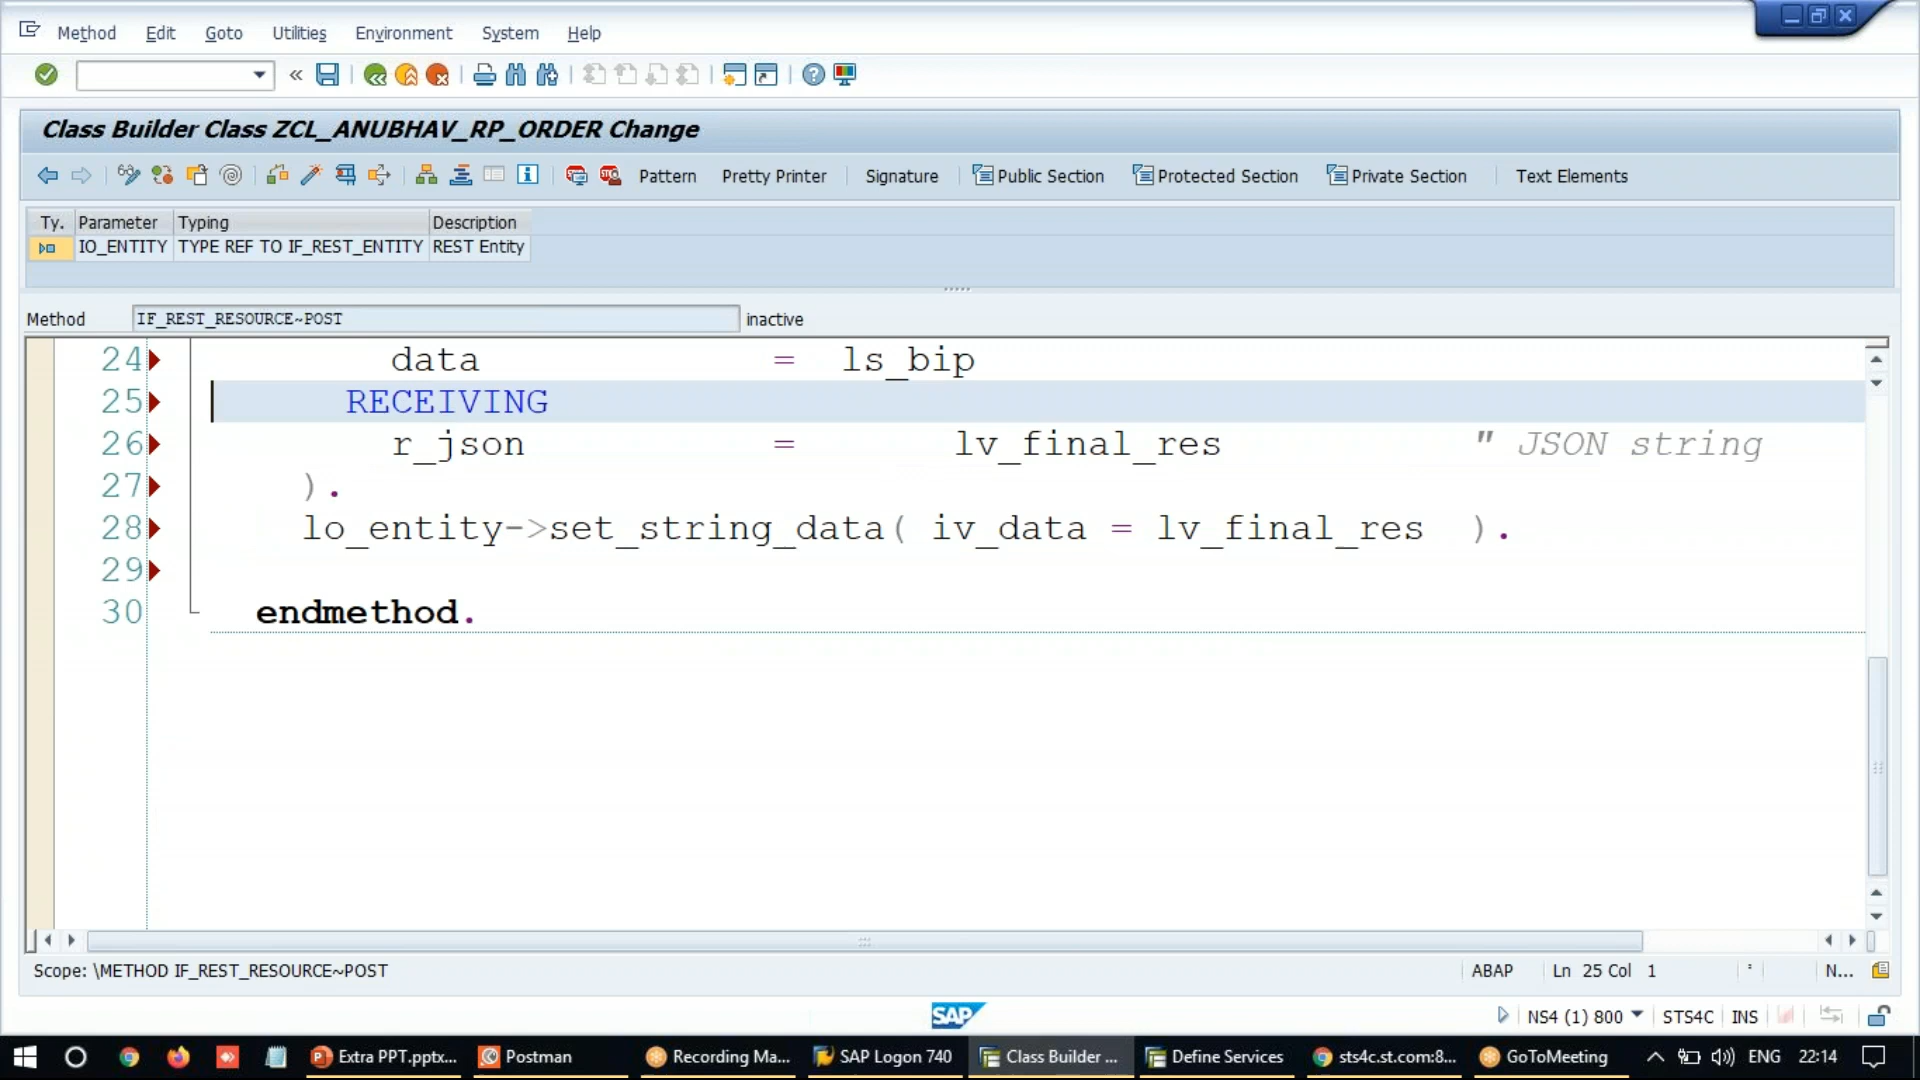 Method Edit Goto Utilities Environment System Help
Class Builder Class ZCL_ANUBHAV_RP_ORDER Change
Pattern Pretty Printer Signature Public Section Protected Section Private Section Text Elements
Ty. Parameter Typing Description
IO_ENTITY TYPE REF TO IF_REST_ENTITY REST Entity
Method IF_REST_RESOURCE~POST inactive
24 data = ls_bip
25 RECEIVING
26 r_json = lv_final_res " JSON string
27 ).
28 lo_entity->set_string_data( iv_data = lv_final_res ).
29
30 endmethod.
Scope: \METHOD IF_REST_RESOURCE~POST ABAP Ln 25 Col 1 N...
SAP NS4 (1) 800 STS4C INS
Extra PPT.pptx... Postman Recording Ma... SAP Logon 740 Class Builder ... Define Services sts4c.st.com:8... GoToMeeting ENG 22:14